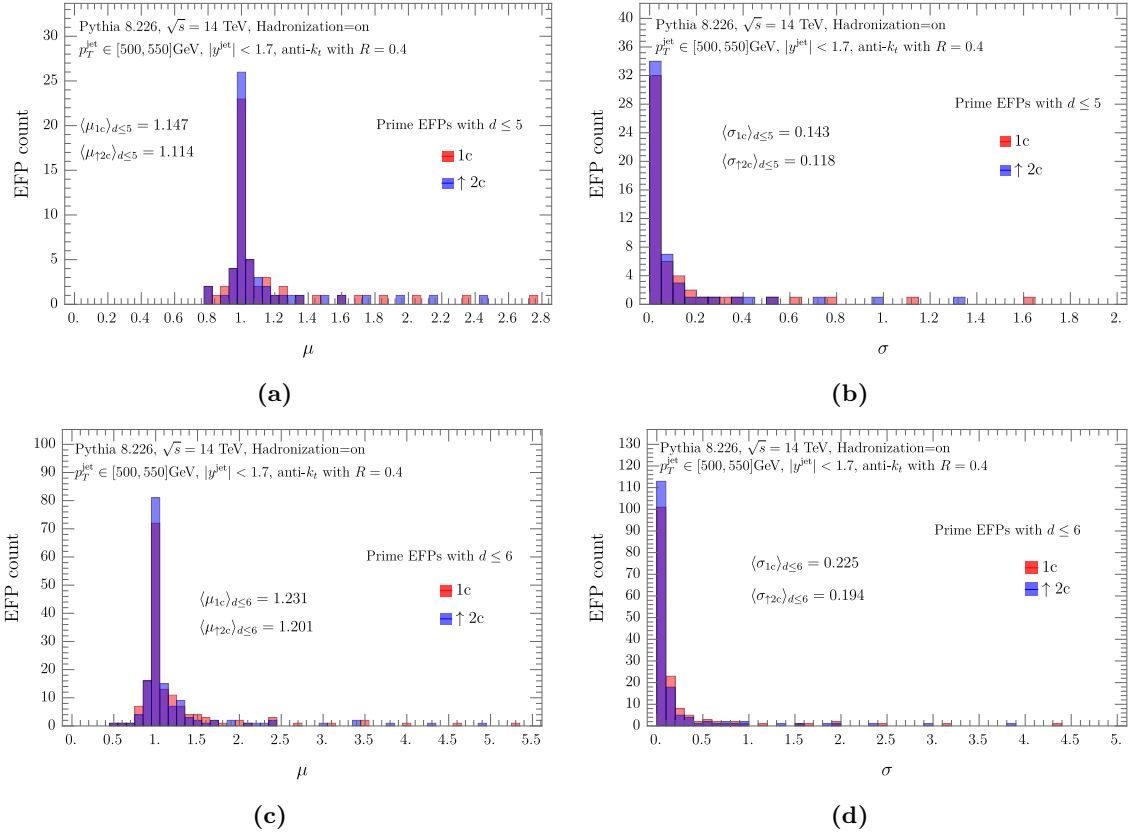 Pythia 8.226, √s = 14 TeV, Hadronization=on
p_T^jet ∈ [500, 550]GeV, |y^jet| < 1.7, anti-k_t with R = 0.4
⟨μ_1c⟩_d≤5 = 1.147
⟨μ_↑2c⟩_d≤5 = 1.114
Prime EFPs with d ≤ 5
1c
↑ 2c
EFP count
30
25
20
15
10
5
0
0. 0.2 0.4 0.6 0.8 1. 1.2 1.4 1.6 1.8 2. 2.2 2.4 2.6 2.8
μ
(a)
Pythia 8.226, √s = 14 TeV, Hadronization=on
p_T^jet ∈ [500, 550]GeV, |y^jet| < 1.7, anti-k_t with R = 0.4
⟨σ_1c⟩_d≤5 = 0.143
⟨σ_↑2c⟩_d≤5 = 0.118
Prime EFPs with d ≤ 5
1c
↑ 2c
EFP count
40
36
32
28
24
20
16
12
8
4
0
0. 0.2 0.4 0.6 0.8 1. 1.2 1.4 1.6 1.8 2.
σ
(b)
Pythia 8.226, √s = 14 TeV, Hadronization=on
p_T^jet ∈ [500, 550]GeV, |y^jet| < 1.7, anti-k_t with R = 0.4
Prime EFPs with d ≤ 6
⟨μ_1c⟩_d≤6 = 1.231
⟨μ_↑2c⟩_d≤6 = 1.201
1c
↑ 2c
EFP count
100
90
80
70
60
50
40
30
20
10
0
0. 0.5 1. 1.5 2. 2.5 3. 3.5 4. 4.5 5. 5.5
μ
(c)
Pythia 8.226, √s = 14 TeV, Hadronization=on
p_T^jet ∈ [500, 550]GeV, |y^jet| < 1.7, anti-k_t with R = 0.4
Prime EFPs with d ≤ 6
⟨σ_1c⟩_d≤6 = 0.225
⟨σ_↑2c⟩_d≤6 = 0.194
1c
↑ 2c
EFP count
130
120
110
100
90
80
70
60
50
40
30
20
10
0
0. 0.5 1. 1.5 2. 2.5 3. 3.5 4. 4.5 5.
σ
(d)